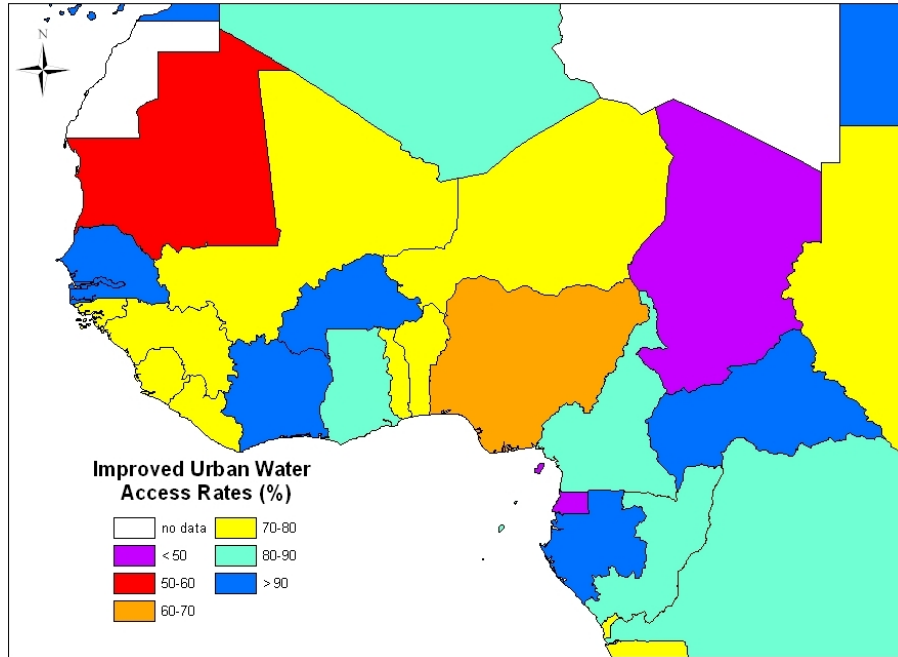 N
Improved Urban Water
Access Rates (%)
no data
70-80
< 50
80-90
50-60
> 90
60-70